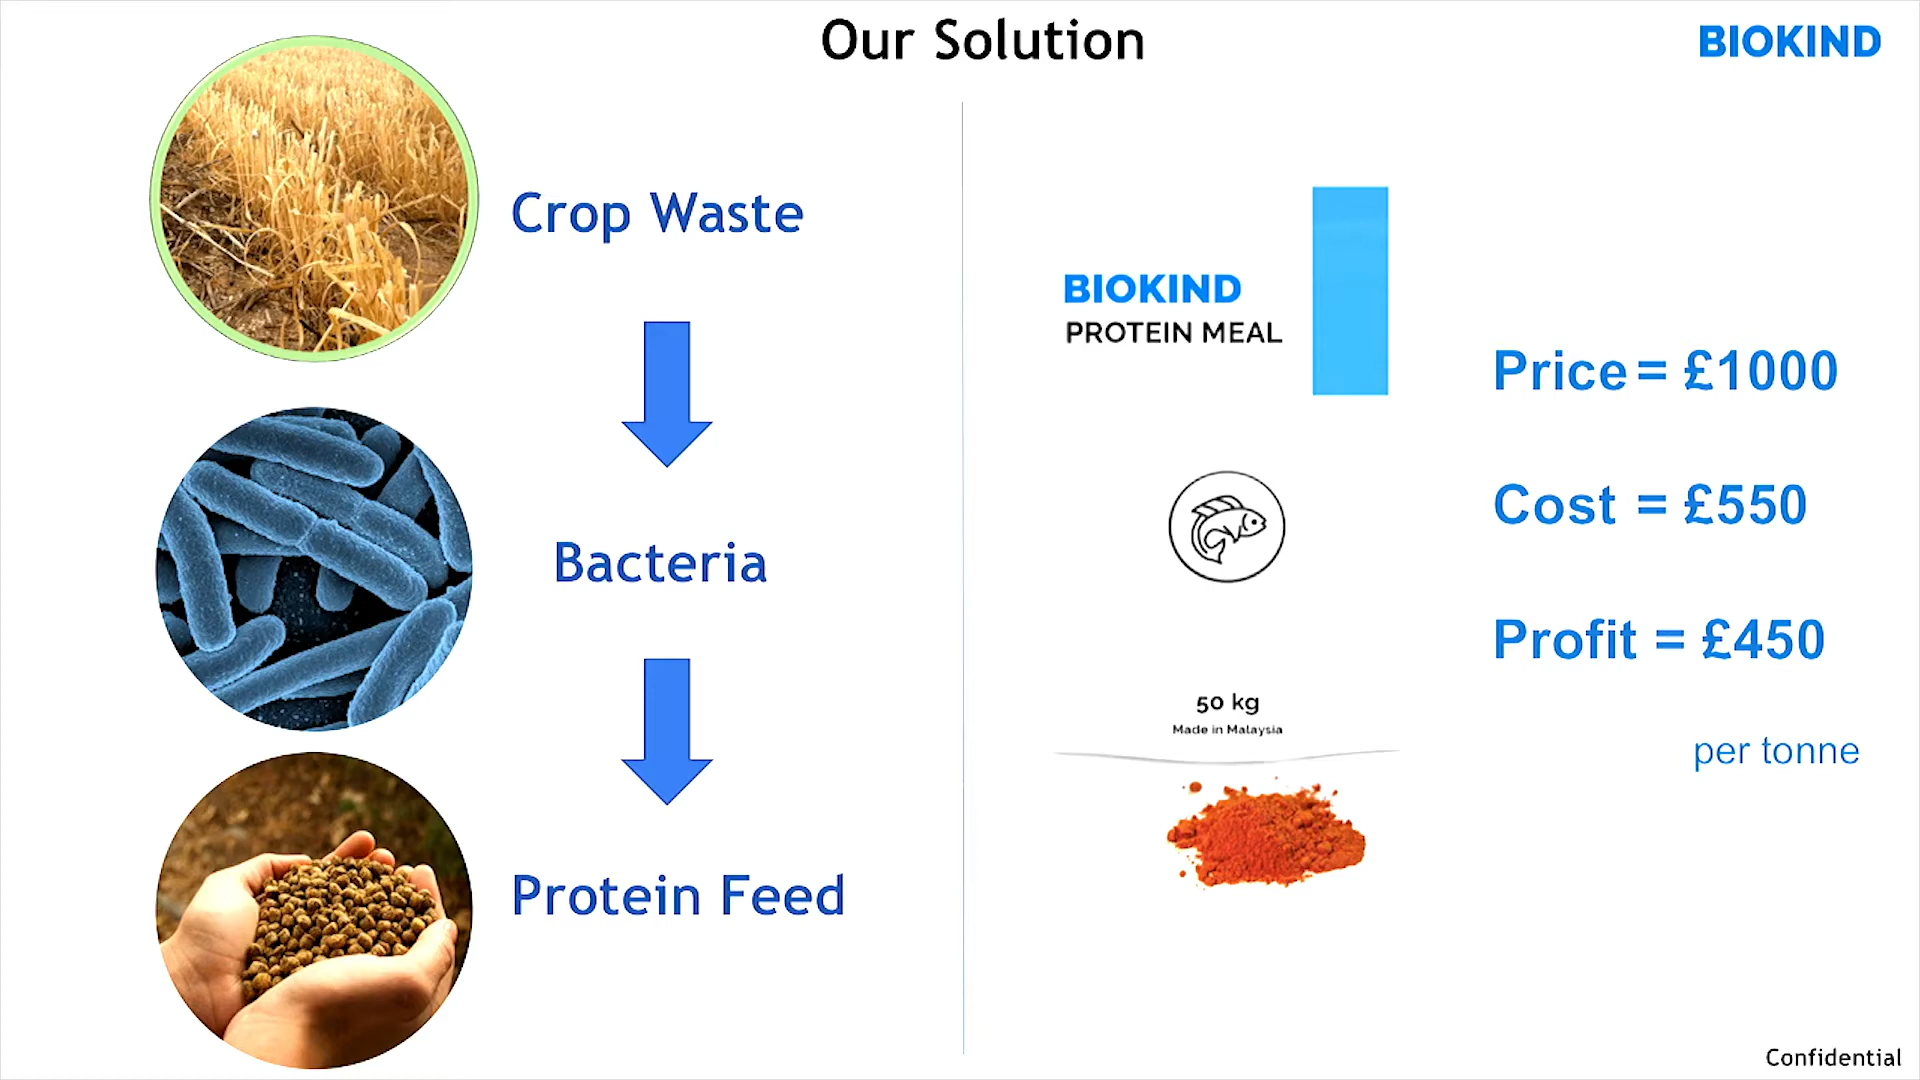 Our Solution
BIOKIND
Crop Waste
Bacteria
Protein Feed
BIOKIND
PROTEIN MEAL
50 kg
Made in Malaysia
Price = £1000
Cost = £550
Profit = £450
per tonne
Confidential